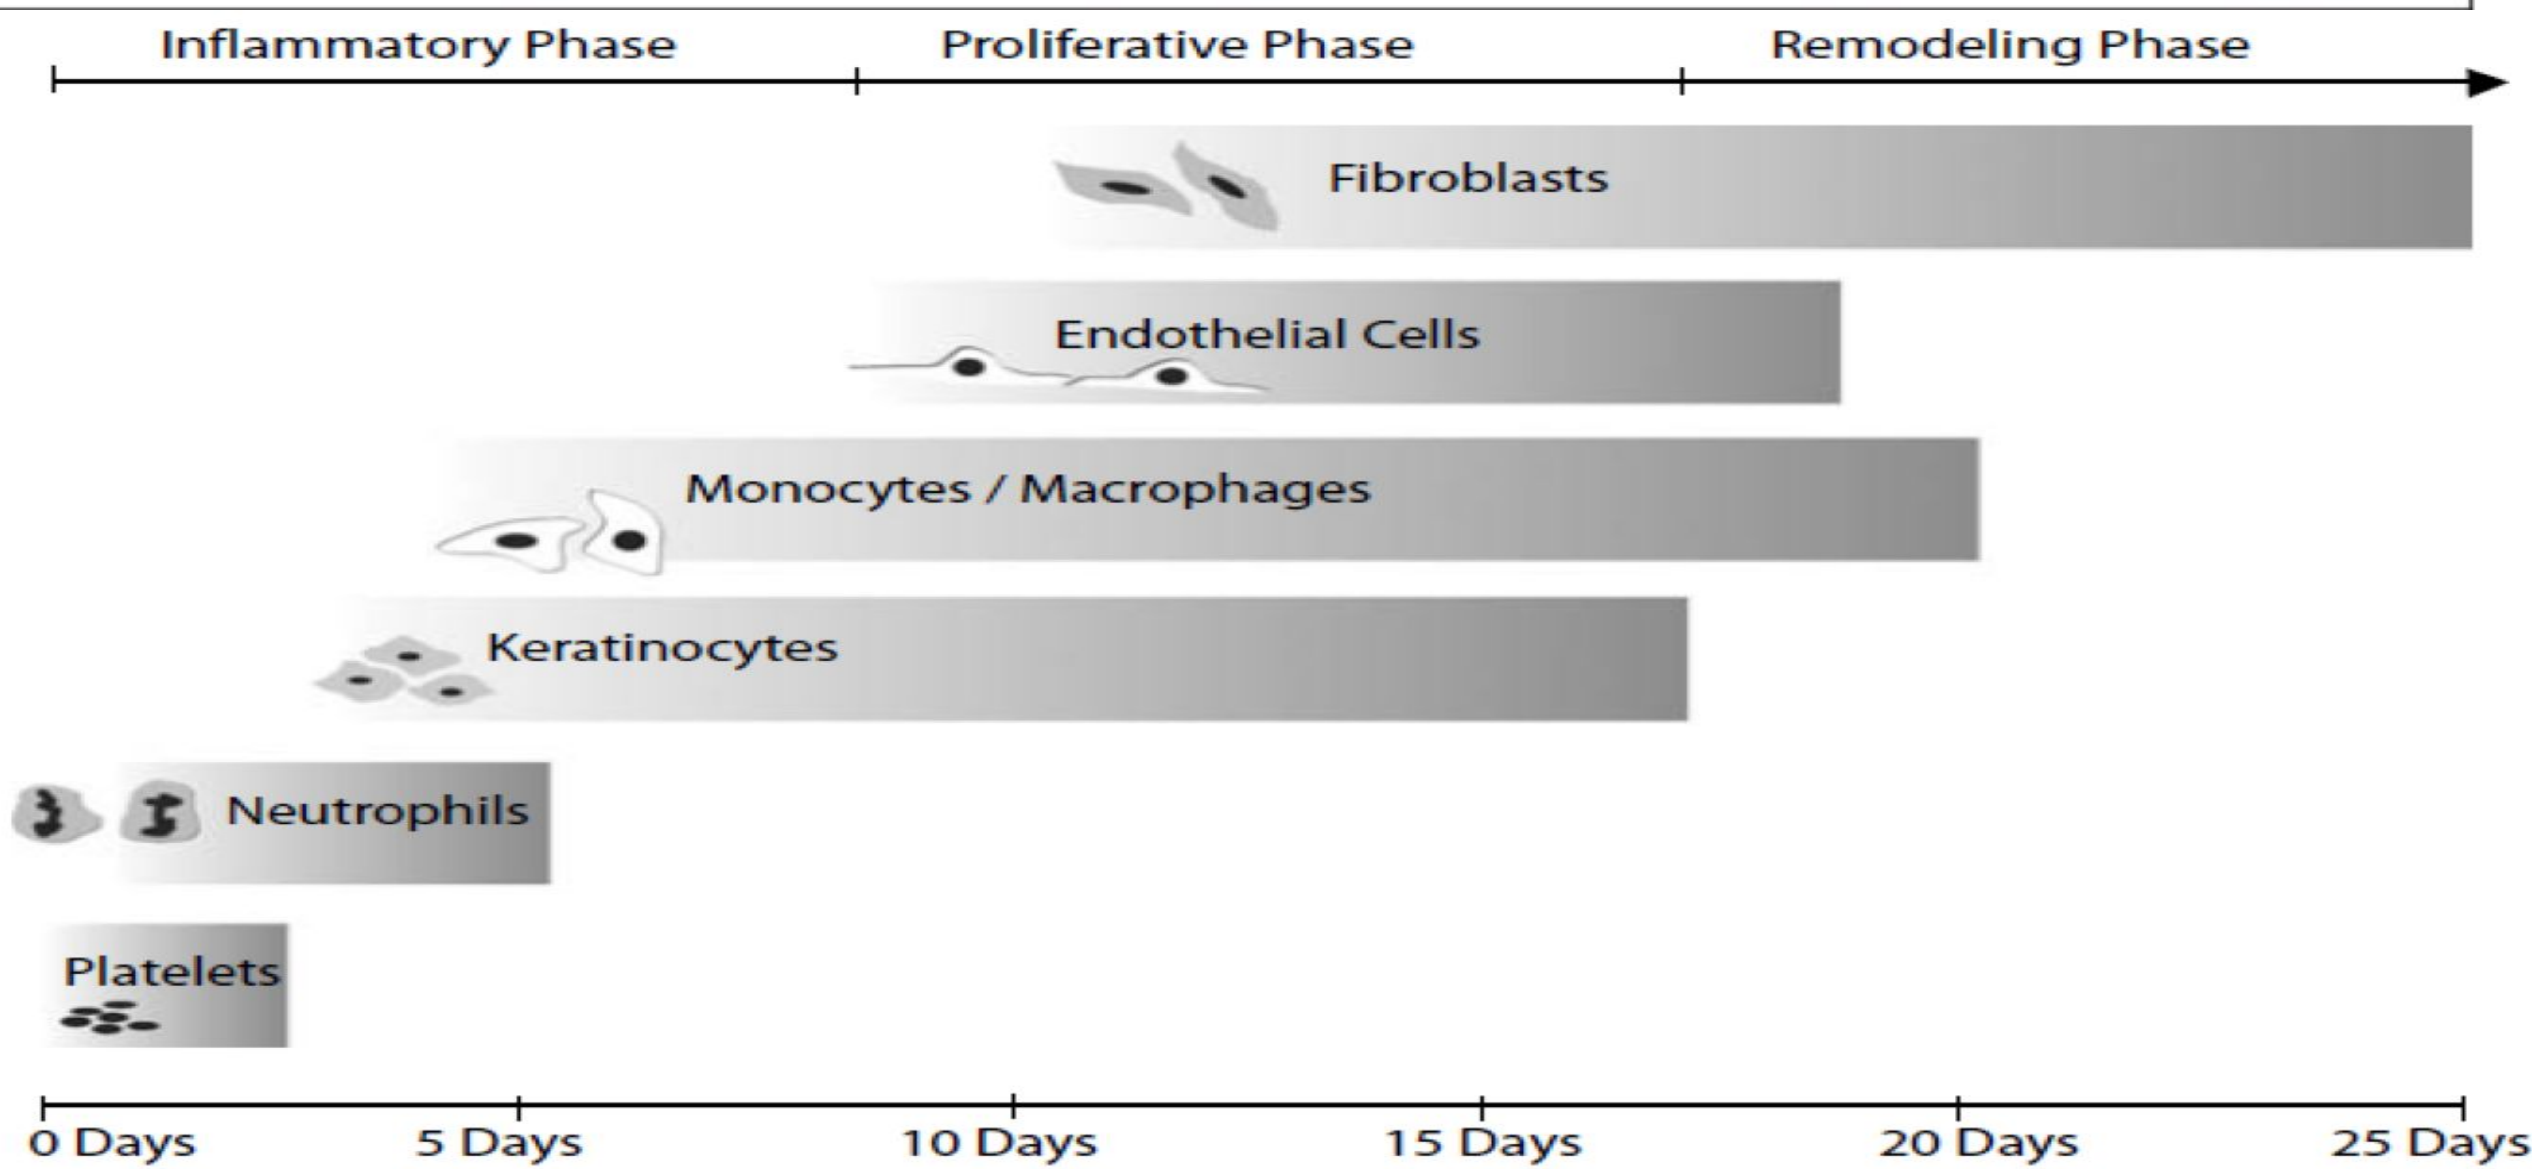 Inflammatory Phase Proliferative Phase Remodeling Phase
Fibroblasts
Endothelial Cells
Monocytes / Macrophages
Keratinocytes
Neutrophils
Platelets
0 Days 5 Days 10 Days 15 Days 20 Days 25 Days